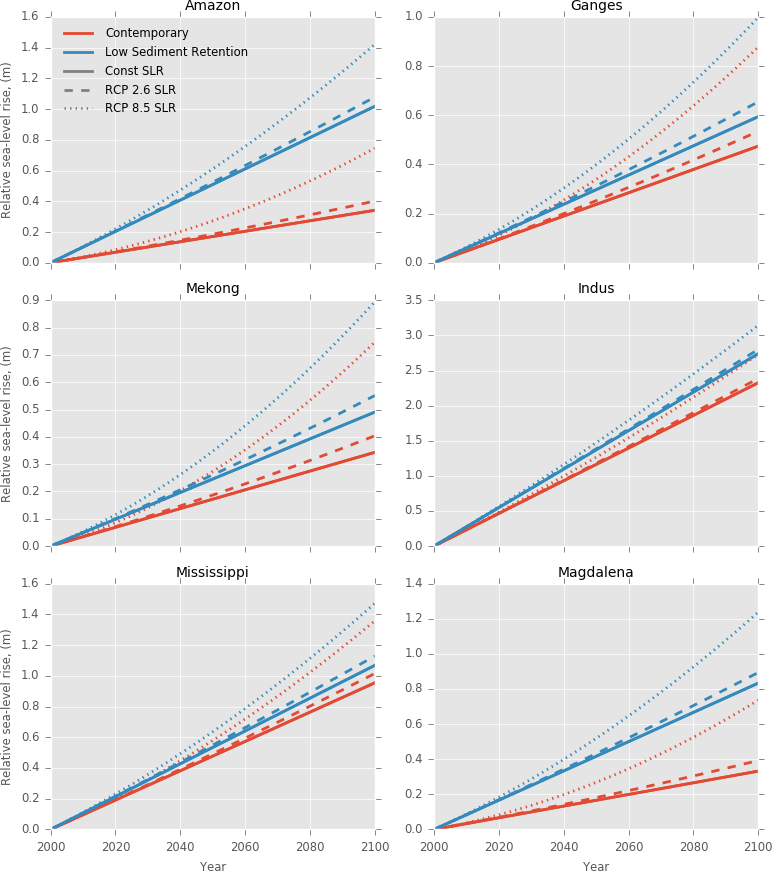 Amazon
Ganges
Relative sea-level rise, (m)
1.6
1.4
1.2
1.0
0.8
0.6
0.4
0.2
0.0
Contemporary
Low Sediment Retention
Const SLR
RCP 2.6 SLR
RCP 8.5 SLR
1.0
0.8
0.6
0.4
0.2
0.0
Mekong
Indus
Relative sea-level rise, (m)
0.9
0.8
0.7
0.6
0.5
0.4
0.3
0.2
0.1
0.0
3.5
3.0
2.5
2.0
1.5
1.0
0.5
0.0
Mississippi
Magdalena
Relative sea-level rise, (m)
1.6
1.4
1.2
1.0
0.8
0.6
0.4
0.2
0.0
1.4
1.2
1.0
0.8
0.6
0.4
0.2
0.0
2000 2020 2040 2060 2080 2100
2000 2020 2040 2060 2080 2100
Year
Year